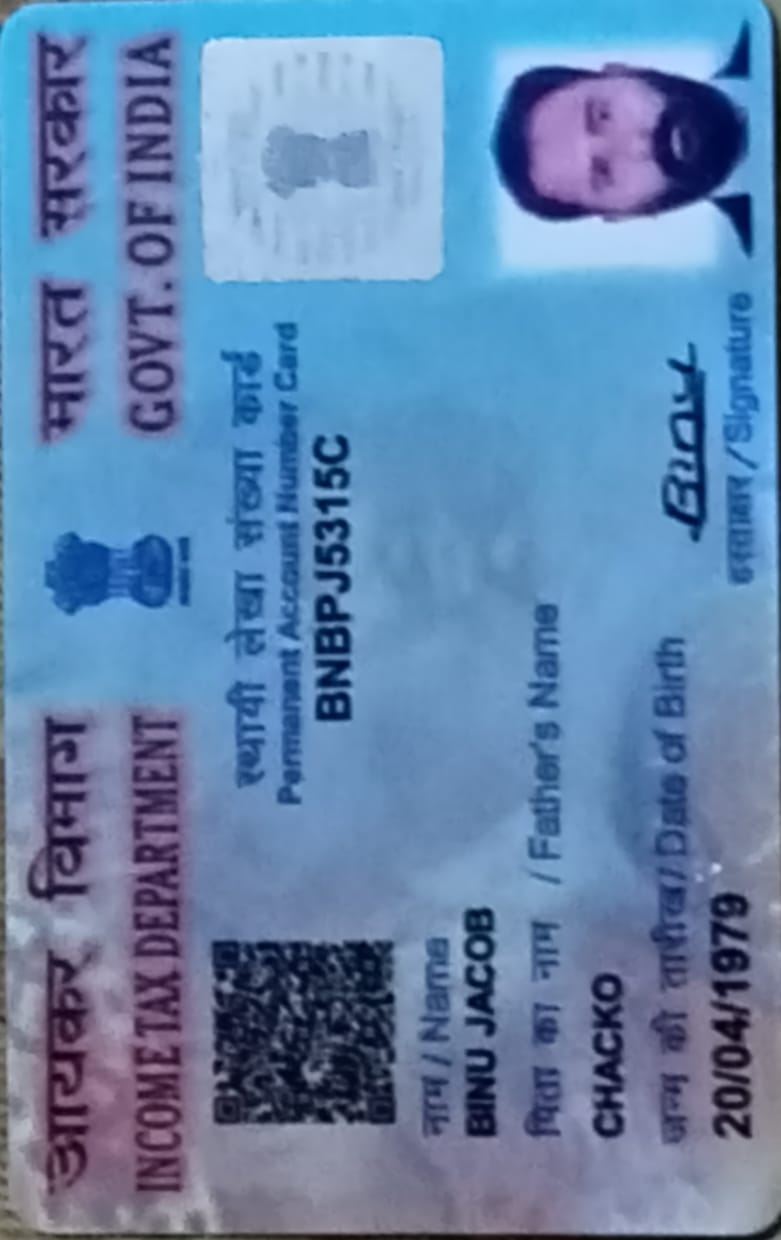 आयकर विभाग
INCOME TAX DEPARTMENT
भारत सरकार
GOVT. OF INDIA
स्थायी लेखा संख्या कार्ड
Permanent Account Number Card
BNBPJ5315C
नाम / Name
BINU JACOB
पिता का नाम / Father's Name
CHACKO
जन्म की तारीख / Date of Birth
20/04/1979
Binu
हस्ताक्षर / Signature